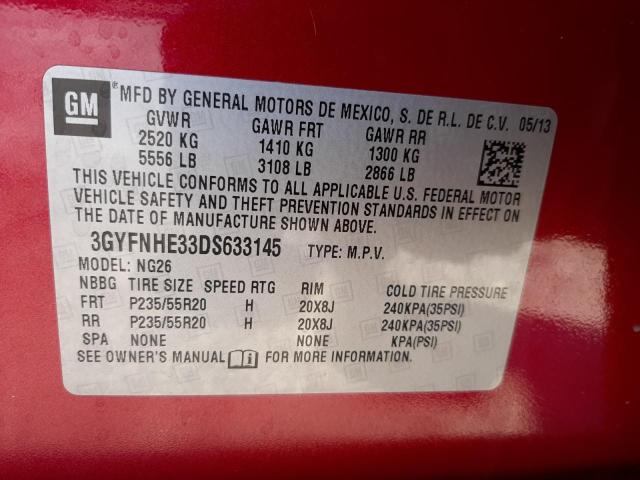 GM ® MFD BY GENERAL MOTORS DE MEXICO, S. DE R.L. DE C.V. 05/13
GVWR GAWR FRT GAWR RR
2520 KG 1410 KG 1300 KG
5556 LB 3108 LB 2866 LB
THIS VEHICLE CONFORMS TO ALL APPLICABLE U.S. FEDERAL MOTOR
VEHICLE SAFETY AND THEFT PREVENTION STANDARDS IN EFFECT ON
THE DATE OF MANUFACTURE SHOWN ABOVE.
3GYFNHE33DS633145 TYPE: M.P.V.
MODEL: NG26
NBBG TIRE SIZE SPEED RTG RIM COLD TIRE PRESSURE
FRT P235/55R20 H 20X8J 240KPA(35PSI)
RR P235/55R20 H 20X8J 240KPA(35PSI)
SPA NONE NONE KPA(PSI)
SEE OWNER'S MANUAL FOR MORE INFORMATION.